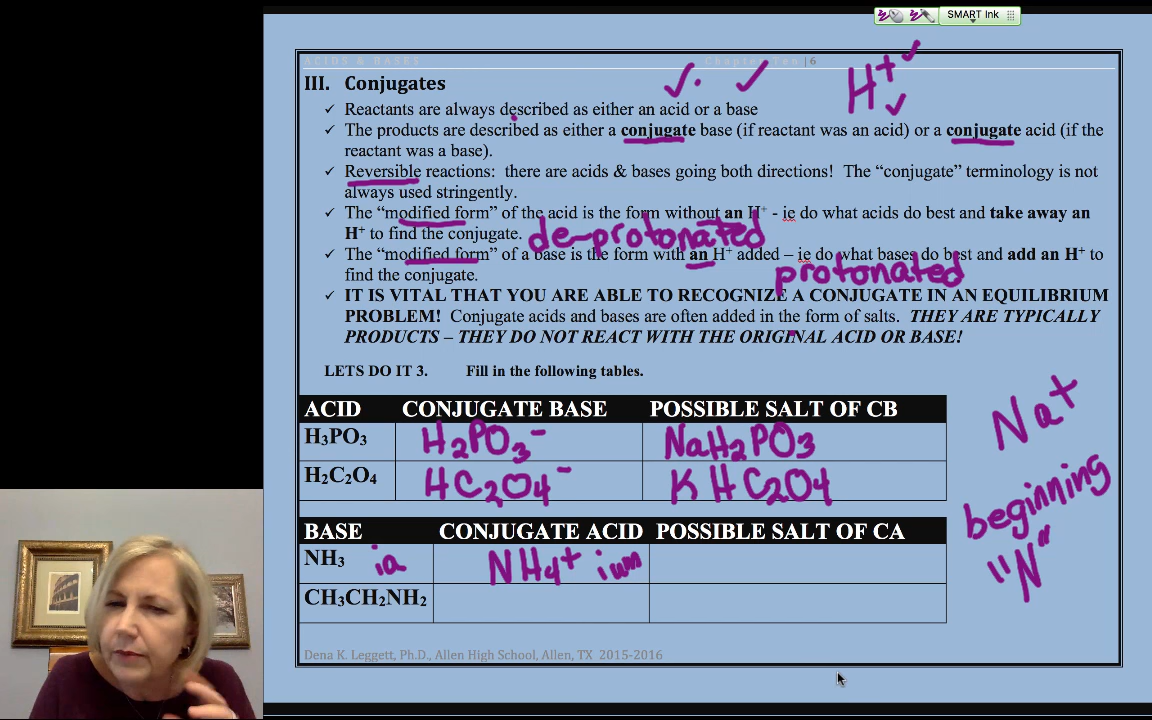 SMART Ink
ACIDS & BASES Chapter Ten | 6
H+
III. Conjugates
✓ Reactants are always described as either an acid or a base
✓ The products are described as either a conjugate base (if reactant was an acid) or a conjugate acid (if the
reactant was a base).
✓ Reversible reactions: there are acids & bases going both directions! The “conjugate” terminology is not
always used stringently.
✓ The “modified form” of the acid is the form without an H+ - ie do what acids do best and take away an
H+ to find the conjugate.
de-protonated
✓ The “modified form” of a base is the form with an H+ added – ie do what bases do best and add an H+ to
find the conjugate.
protonated
✓ IT IS VITAL THAT YOU ARE ABLE TO RECOGNIZE A CONJUGATE IN AN EQUILIBRIUM
PROBLEM! Conjugate acids and bases are often added in the form of salts. THEY ARE TYPICALLY
PRODUCTS – THEY DO NOT REACT WITH THE ORIGINAL ACID OR BASE!
LETS DO IT 3. Fill in the following tables.
ACID CONJUGATE BASE POSSIBLE SALT OF CB
H3PO3 H2PO3- NaH2PO3
H2C2O4 HC2O4- KHC2O4
Na+
beginning
"N"
BASE CONJUGATE ACID POSSIBLE SALT OF CA
NH3 ia NH4+ ium
CH3CH2NH2
Dena K. Leggett, Ph.D., Allen High School, Allen, TX 2015-2016